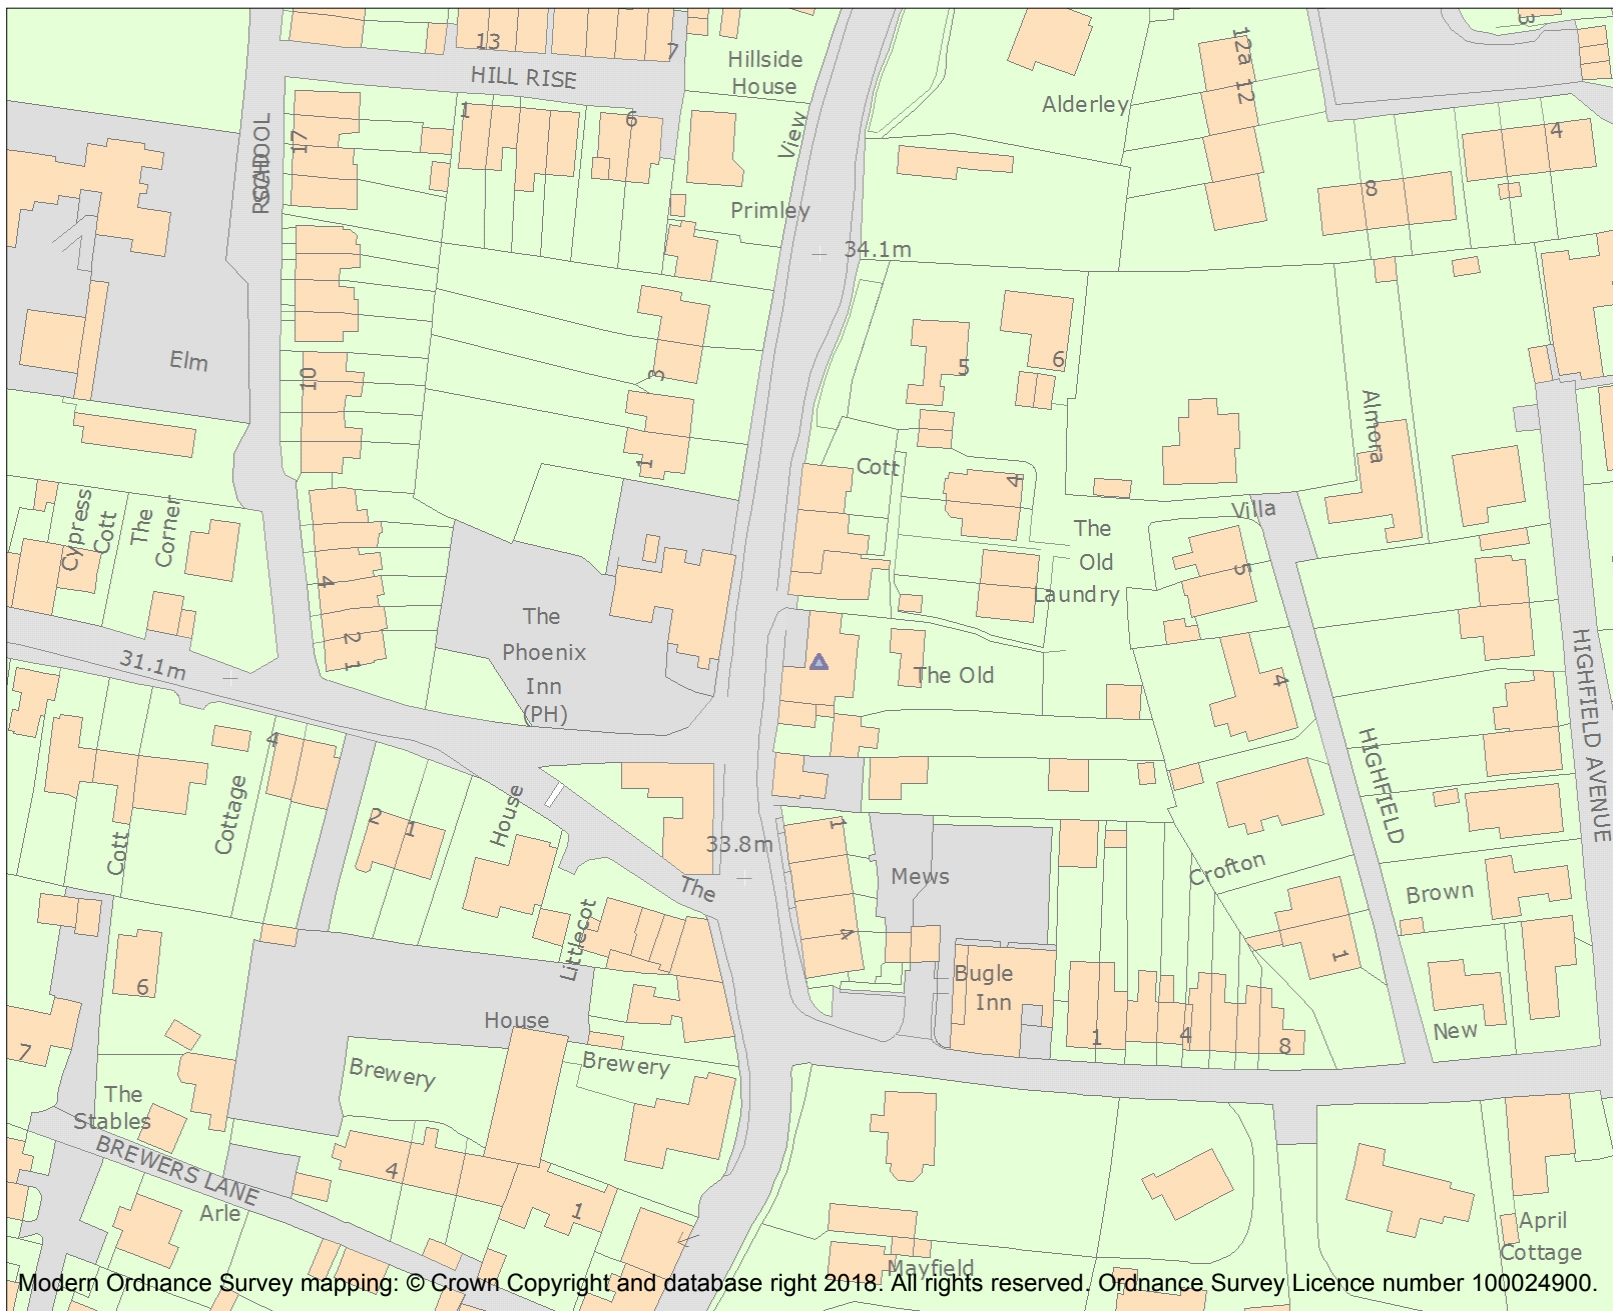 13
7
3
Hillside
House
12a
12
HILL RISE
Alderley
4
1
6
17
View
SCHOOL
ROAD
8
Primley
34.1m
5
6
3
Elm
10
Almora
Cott
4
1
Villa
The
Old
Laundry
Cypress
Cott
The
Corner
5
4
The
Phoenix
Inn
(PH)
2
1
31.1m
The Old
4
HIGHFIELD AVENUE
HIGHFIELD
4
Cottage
House
2
1
Cott
33.8m
1
The
Mews
Crofton
Brown
Littlecot
4
1
Bugle
Inn
6
House
1
4
8
New
7
Brewery
Brewery
The
Stables
BREWERS LANE
4
Arle
1
April
Cottage
Mayfield
Modern Ordnance Survey mapping: © Crown Copyright and database right 2018. All rights reserved. Ordnance Survey Licence number 100024900.